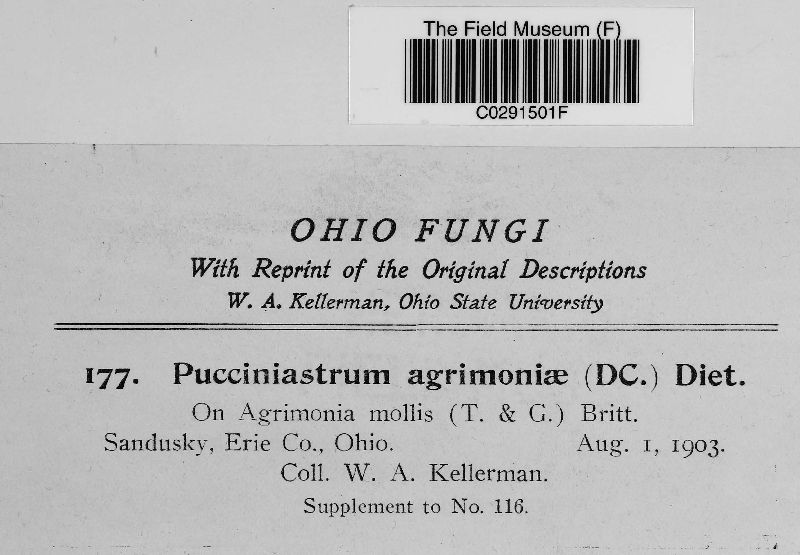 The Field Museum (F)
C0291501F
OHIO FUNGI
With Reprint of the Original Descriptions
W. A. Kellerman, Ohio State University
177. Pucciniastrum agrimoniæ (DC.) Diet.
On Agrimonia mollis (T. & G.) Britt.
Sandusky, Erie Co., Ohio. Aug. 1, 1903.
Coll. W. A. Kellerman.
Supplement to No. 116.